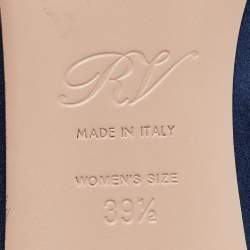 RV
MADE IN ITALY
WOMEN'S SIZE
39½